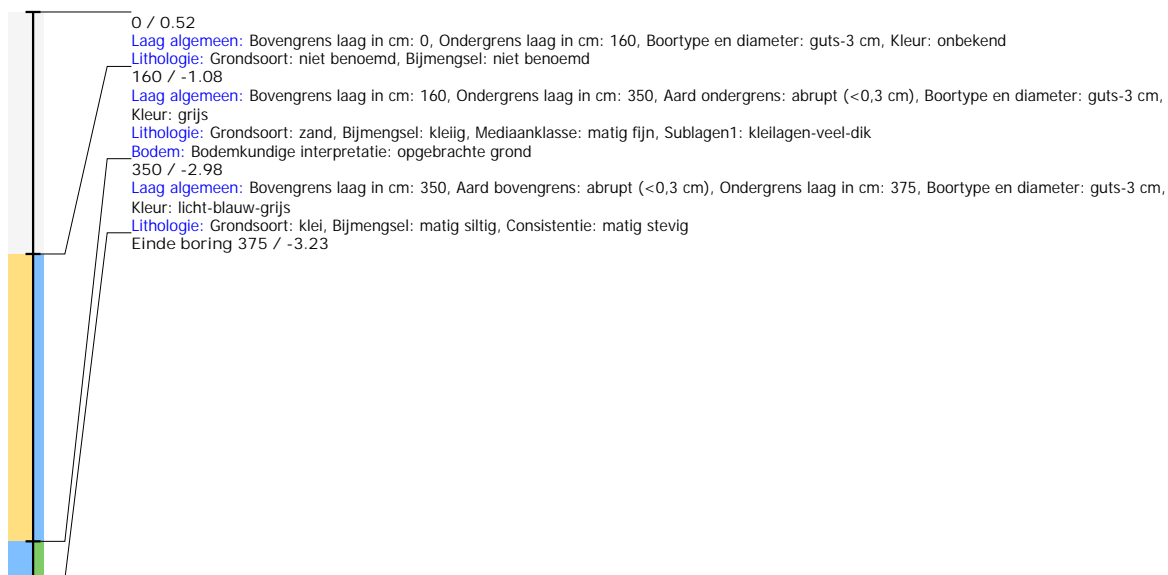 0 / 0.52
Laag algemeen: Bovengrens laag in cm: 0, Ondergrens laag in cm: 160, Boortype en diameter: guts-3 cm, Kleur: onbekend
Lithologie: Grondsoort: niet benoemd, Bijmengsel: niet benoemd
160 / -1.08
Laag algemeen: Bovengrens laag in cm: 160, Ondergrens laag in cm: 350, Aard ondergrens: abrupt (<0,3 cm), Boortype en diameter: guts-3 cm,
Kleur: grijs
Lithologie: Grondsoort: zand, Bijmengsel: kleiig, Mediaanklasse: matig fijn, Sublagen1: kleilagen-veel-dik
Bodem: Bodemkundige interpretatie: opgebrachte grond
350 / -2.98
Laag algemeen: Bovengrens laag in cm: 350, Aard bovengrens: abrupt (<0,3 cm), Ondergrens laag in cm: 375, Boortype en diameter: guts-3 cm,
Kleur: licht-blauw-grijs
Lithologie: Grondsoort: klei, Bijmengsel: matig siltig, Consistentie: matig stevig
Einde boring 375 / -3.23